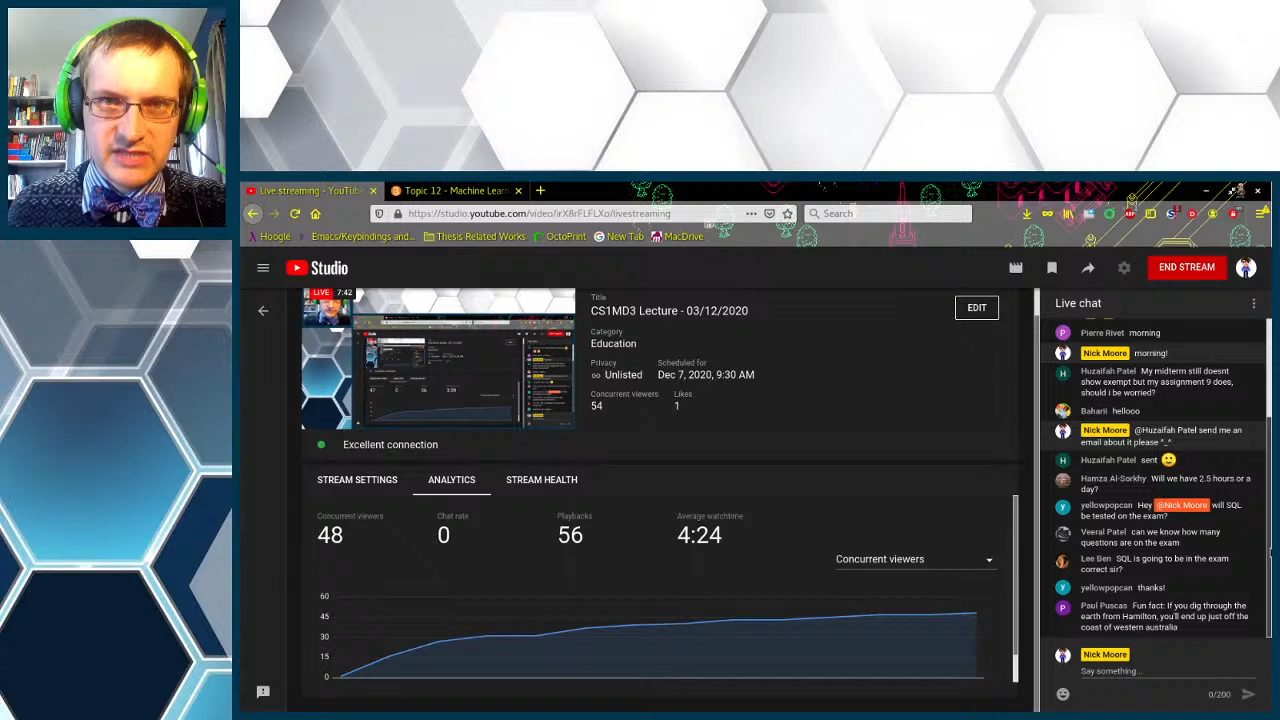 Live streaming - YouTube
Topic 12 - Machine Learn
https://studio.youtube.com/video/irX8rFLFLXo/livestreaming
Search
Hoogle
Emacs/Keybindings and...
Thesis Related Works
OctoPrint
New Tab
MacDrive
Studio
END STREAM
LIVE 7:42
Title
CS1MD3 Lecture - 03/12/2020
EDIT
Category
Education
Privacy
Scheduled for
Unlisted
Dec 7, 2020, 9:30 AM
Concurrent viewers
Likes
54
1
Excellent connection
STREAM SETTINGS
ANALYTICS
STREAM HEALTH
Concurrent viewers
Chat rate
Playbacks
Average watchtime
48
0
56
4:24
Concurrent viewers
60
45
30
15
0
Live chat
Pierre Rivet morning
Nick Moore morning!
Huzaifah Patel My midterm still doesnt
show exempt but my assignment 9 does,
should i be worried?
Baharii hellooo
Nick Moore @Huzaifah Patel send me an
email about it please ^_^
Huzaifah Patel sent
Hamza Al-Sorkhy Will we have 2.5 hours or a
day?
yellowpopcan Hey @Nick Moore will SQL
be tested on the exam?
Veeral Patel can we know how many
questions are on the exam
Lee Ben SQL is going to be in the exam
correct sir?
yellowpopcan thanks!
Paul Puscas Fun fact: If you dig through the
earth from Hamilton, you'll end up just off the
coast of western australia
Nick Moore
Say something...
0/200